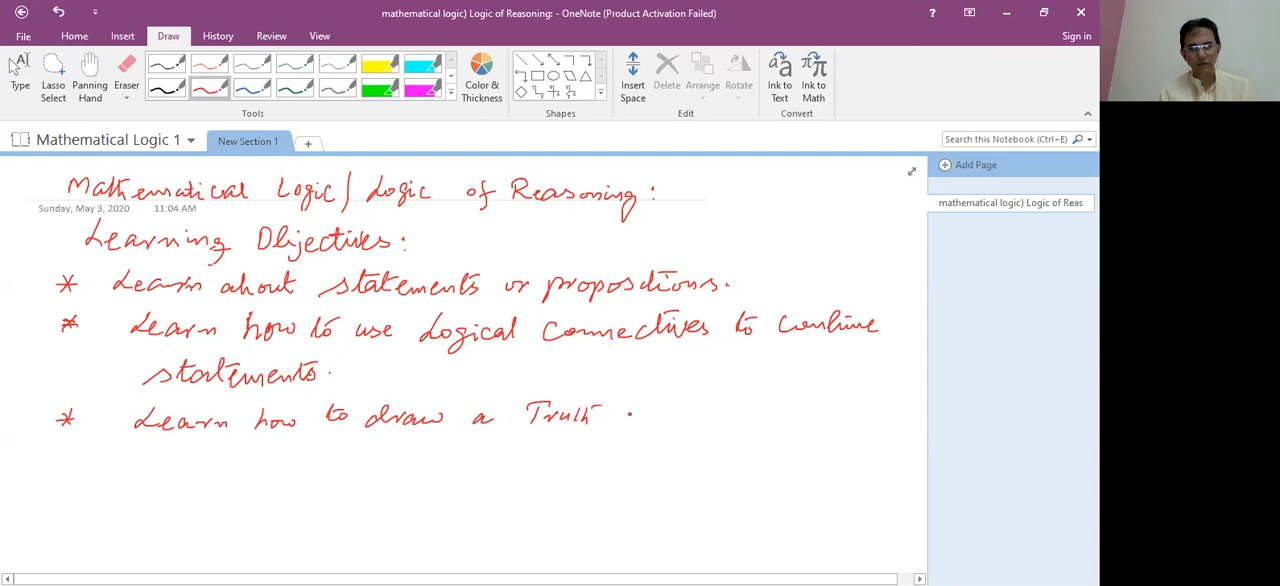 mathematical logic) Logic of Reasoning: - OneNote (Product Activation Failed)
File Home Insert Draw History Review View Sign in
Type Lasso Select Panning Hand Eraser Color & Thickness Insert Space Delete Arrange Rotate Ink to Text Ink to Math
Tools Shapes Edit Convert
Mathematical Logic 1 New Section 1 Search this Notebook (Ctrl+E)
Add Page
mathematical logic) Logic of Reas
Mathematical Logic/ Logic of Reasoning:
Sunday, May 3, 2020 11:04 AM
Learning Objectives:
* Learn about statements or propositions.
* Learn how to use Logical Connectives to combine
statements.
* Learn how to draw a Truth